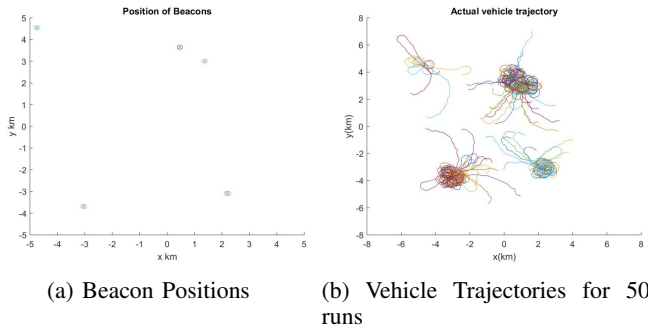 Position of Beacons
5
4
3
2
1
0
-1
-2
-3
-4
-5
y km
-5 -4 -3 -2 -1 0 1 2 3 4 5
x km
(a) Beacon Positions
Actual vehicle trajectory
8
6
4
2
0
-2
-4
-6
-8
y(km)
-8 -6 -4 -2 0 2 4 6 8
x(km)
(b) Vehicle Trajectories for 50
runs